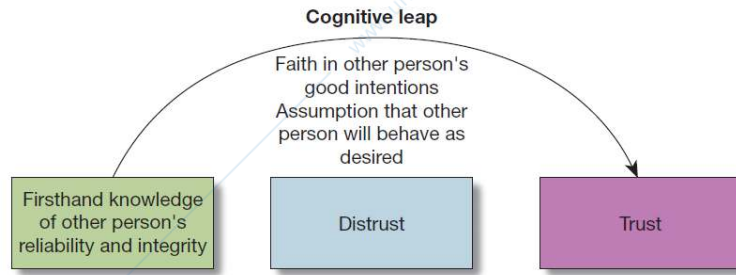 Cognitive leap
Faith in other person's
good intentions
Assumption that other
person will behave as
desired
Firsthand knowledge
of other person's
reliability and integrity
Distrust
Trust